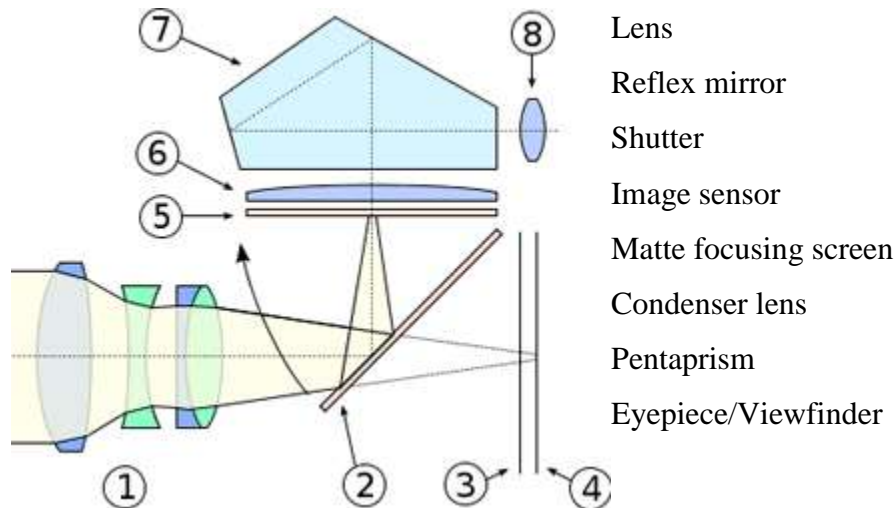 7
8
Lens
Reflex mirror
Shutter
6
Image sensor
5
Matte focusing screen
Condenser lens
Pentaprism
Eyepiece/Viewfinder
1
2
3
4